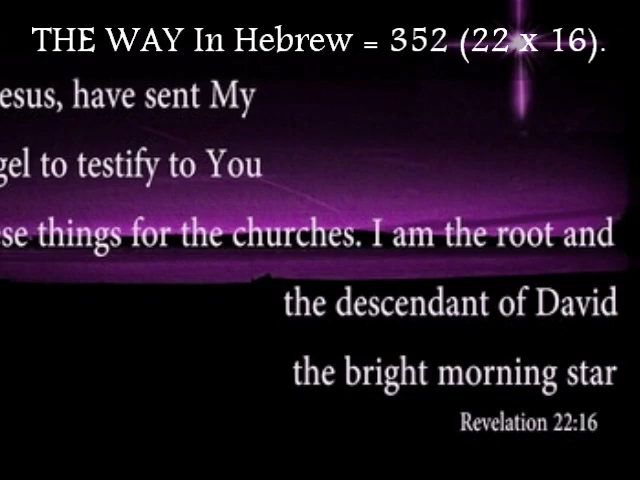 THE WAY In Hebrew = 352 (22 x 16).
esus, have sent My
gel to testify to You
se things for the churches. I am the root and
the descendant of David
the bright morning star
Revelation 22:16